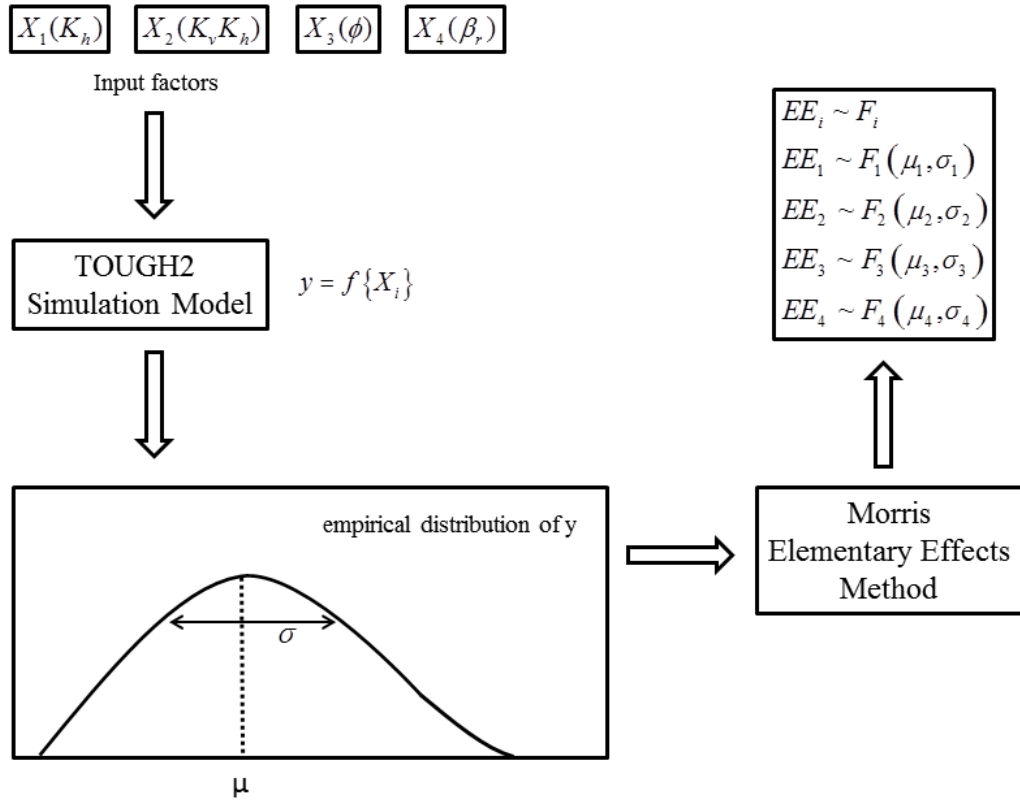 X₁(Kₕ) X₂(KᵥKₕ) X₃(ϕ) X₄(βᵣ)
Input factors
TOUGH2
Simulation Model
y = f{Xᵢ}
empirical distribution of y
σ
μ
Morris
Elementary Effects
Method
EEᵢ ~ Fᵢ
EE₁ ~ F₁(μ₁,σ₁)
EE₂ ~ F₂(μ₂,σ₂)
EE₃ ~ F₃(μ₃,σ₃)
EE₄ ~ F₄(μ₄,σ₄)